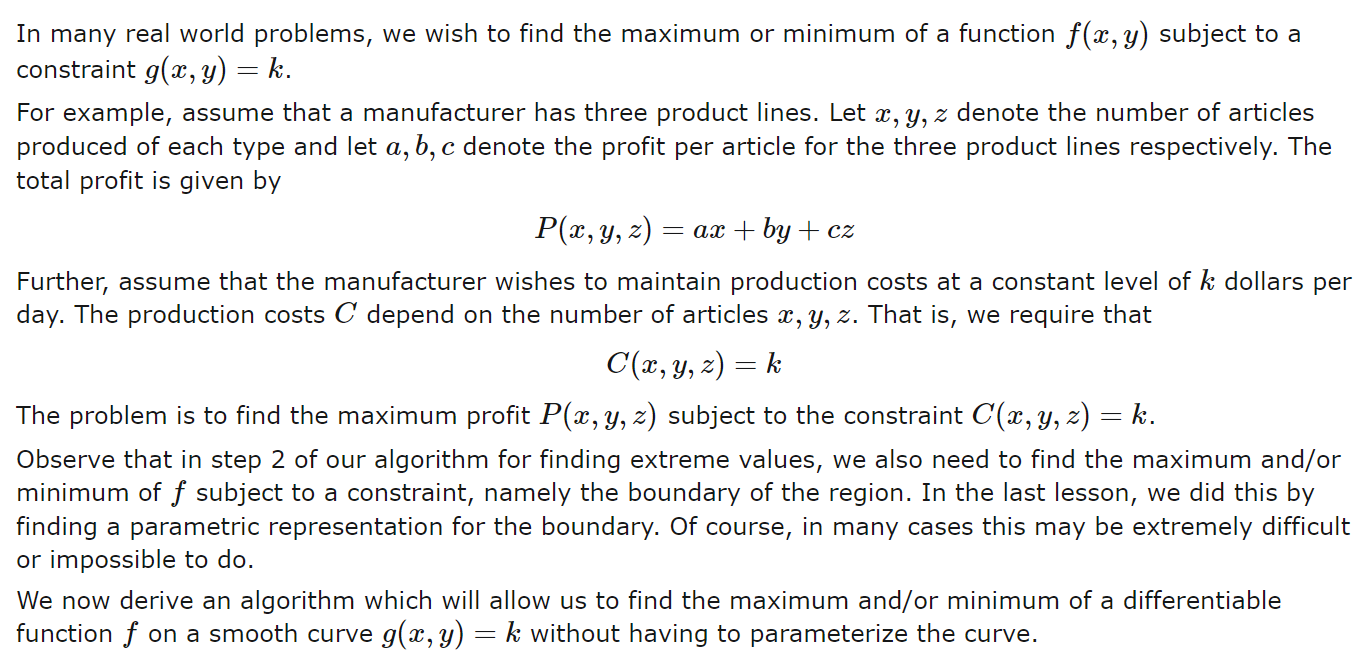 In many real world problems, we wish to find the maximum or minimum of a function f(x, y) subject to a
constraint g(x, y) = k.
For example, assume that a manufacturer has three product lines. Let x, y, z denote the number of articles
produced of each type and let a, b, c denote the profit per article for the three product lines respectively. The
total profit is given by
P(x, y, z) = ax + by + cz
Further, assume that the manufacturer wishes to maintain production costs at a constant level of k dollars per
day. The production costs C depend on the number of articles x, y, z. That is, we require that
C(x, y, z) = k
The problem is to find the maximum profit P(x, y, z) subject to the constraint C(x, y, z) = k.
Observe that in step 2 of our algorithm for finding extreme values, we also need to find the maximum and/or
minimum of f subject to a constraint, namely the boundary of the region. In the last lesson, we did this by
finding a parametric representation for the boundary. Of course, in many cases this may be extremely difficult
or impossible to do.
We now derive an algorithm which will allow us to find the maximum and/or minimum of a differentiable
function f on a smooth curve g(x, y) = k without having to parameterize the curve.